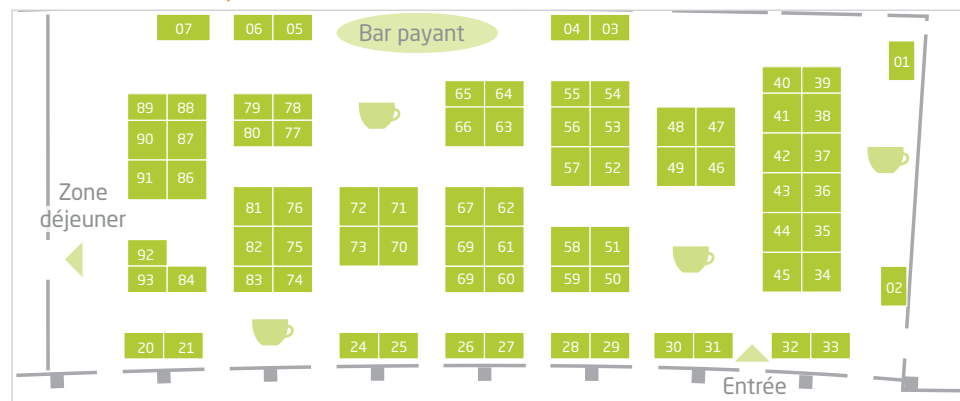 07 06 05 Bar payant 04 03
01
40 39
89 88 79 78 65 64 55 54
41 38
90 87 80 77 66 63 56 53 48 47
42 37
91 86 57 52 49 46
Zone
déjeuner
43 36
81 76 72 71 67 62
44 35
82 75 73 70 69 61 58 51
92
93 84 83 74 69 60 59 50 45 34
02
20 21 24 25 26 27 28 29 30 31 32 33
Entrée